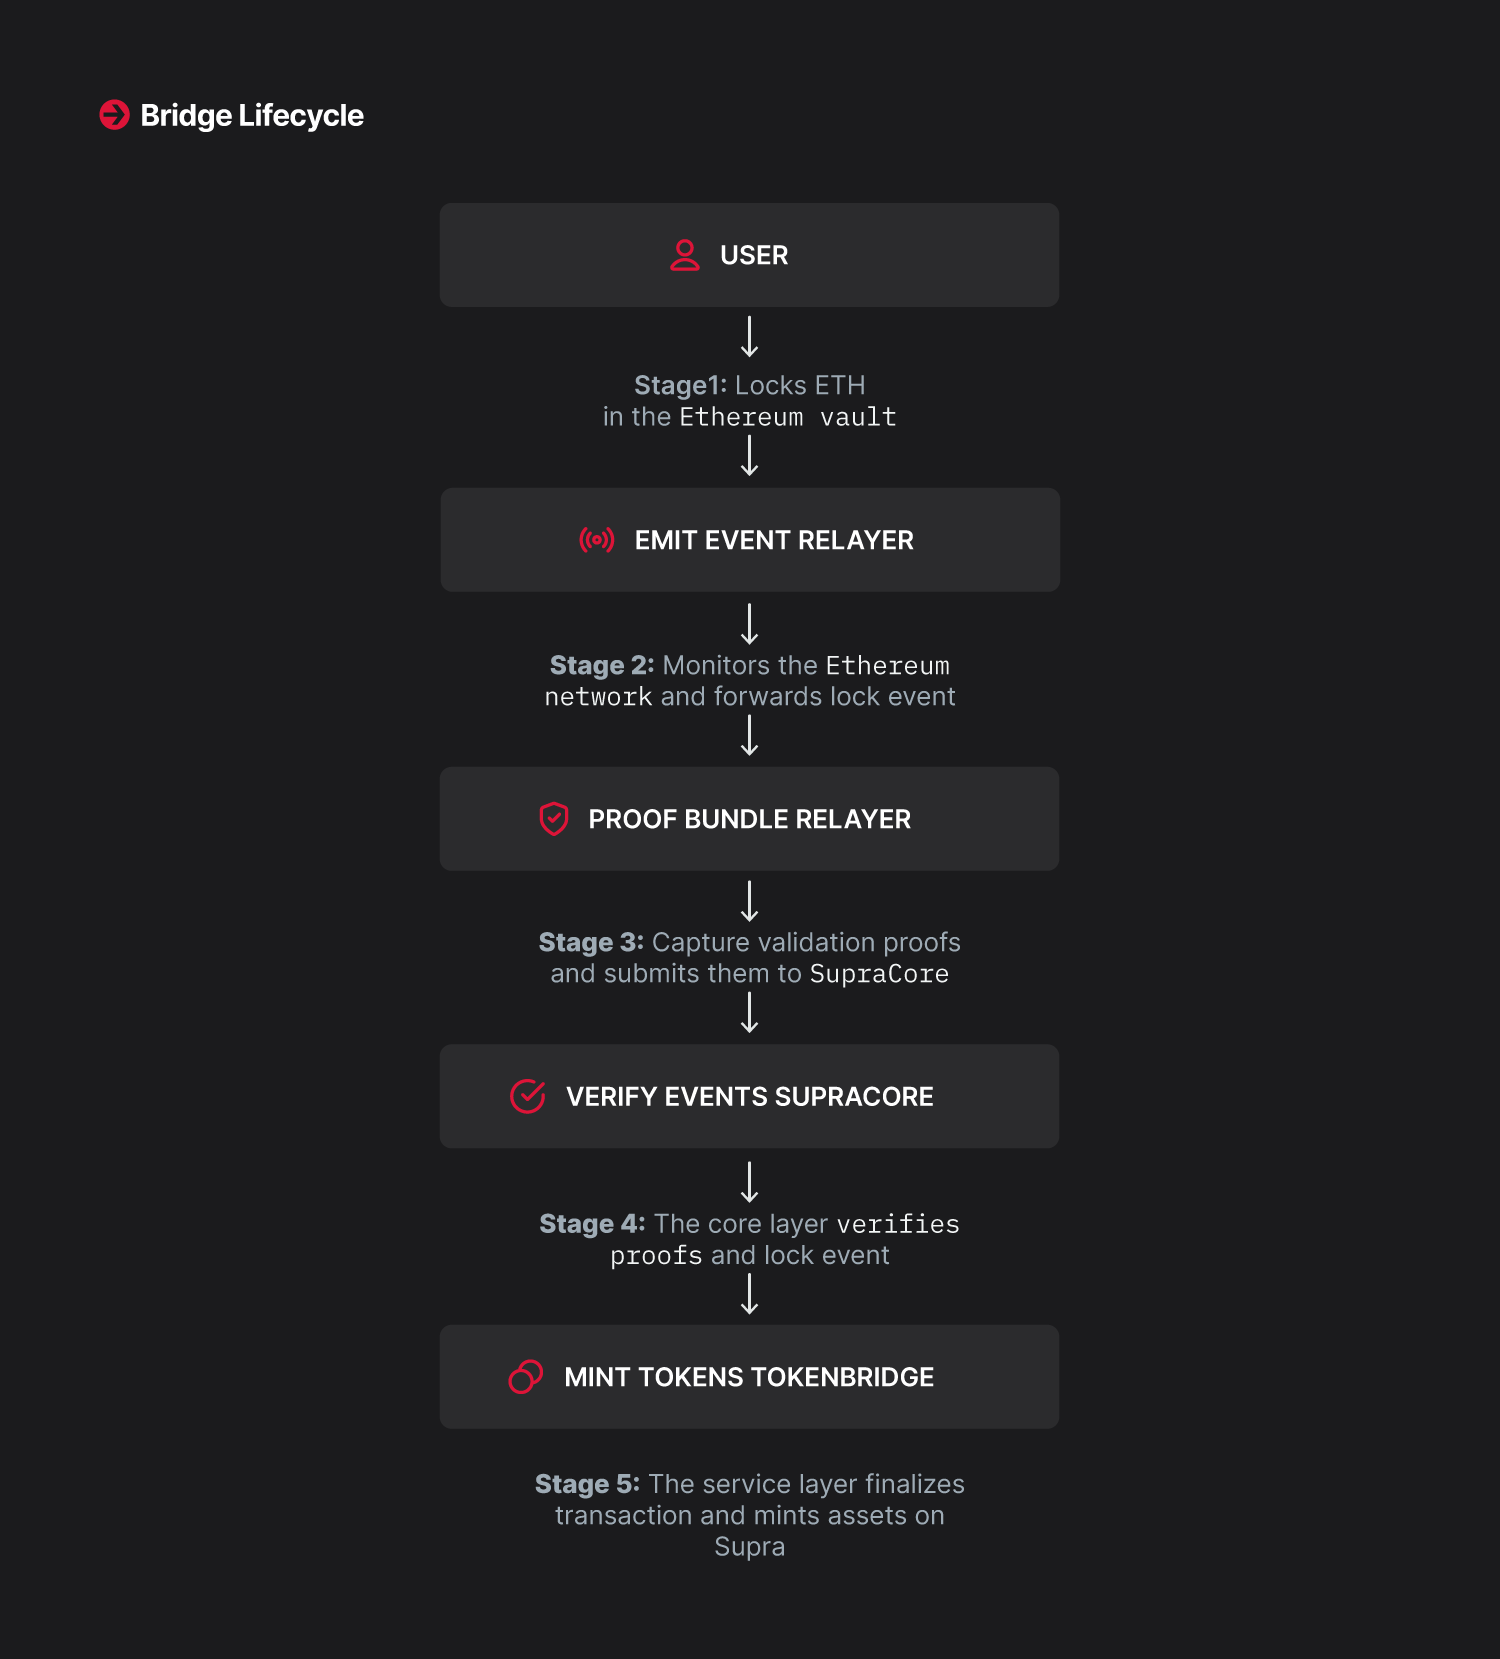 Bridge Lifecycle
USER
Stage1: Locks ETH
in the Ethereum vault
EMIT EVENT RELAYER
Stage 2: Monitors the Ethereum
network and forwards lock event
PROOF BUNDLE RELAYER
Stage 3: Capture validation proofs
and submits them to SupraCore
VERIFY EVENTS SUPRACORE
Stage 4: The core layer verifies
proofs and lock event
MINT TOKENS TOKENBRIDGE
Stage 5: The service layer finalizes
transaction and mints assets on
Supra